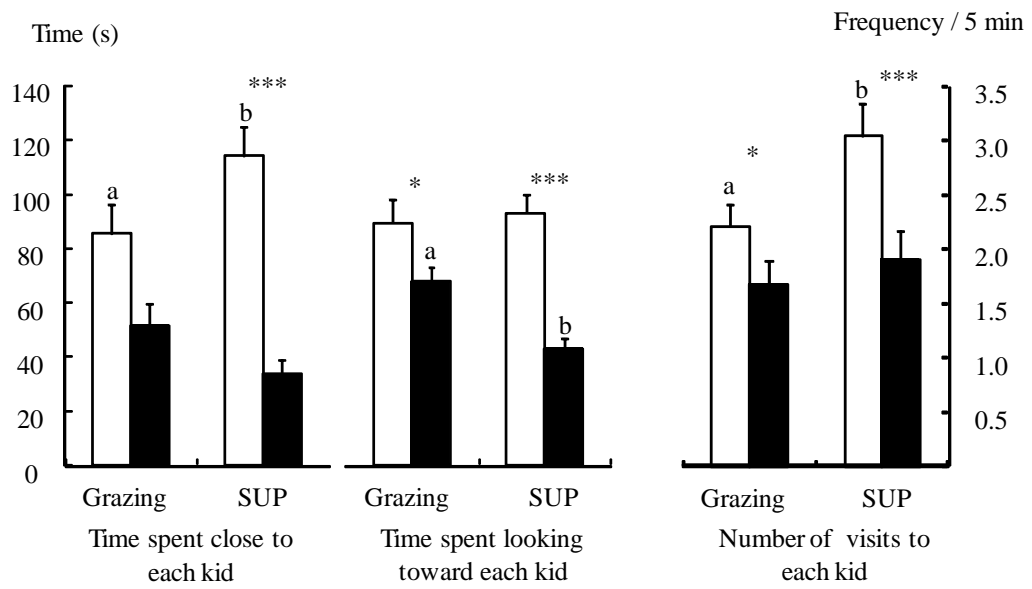 Time (s)
Frequency / 5 min
140
120
100
80
60
40
20
0
3.5
3.0
2.5
2.0
1.5
1.0
0.5
a
b
***
*
a
***
b
a
*
b
***
Grazing SUP
Time spent close to
each kid
Grazing SUP
Time spent looking
toward each kid
Grazing SUP
Number of visits to
each kid